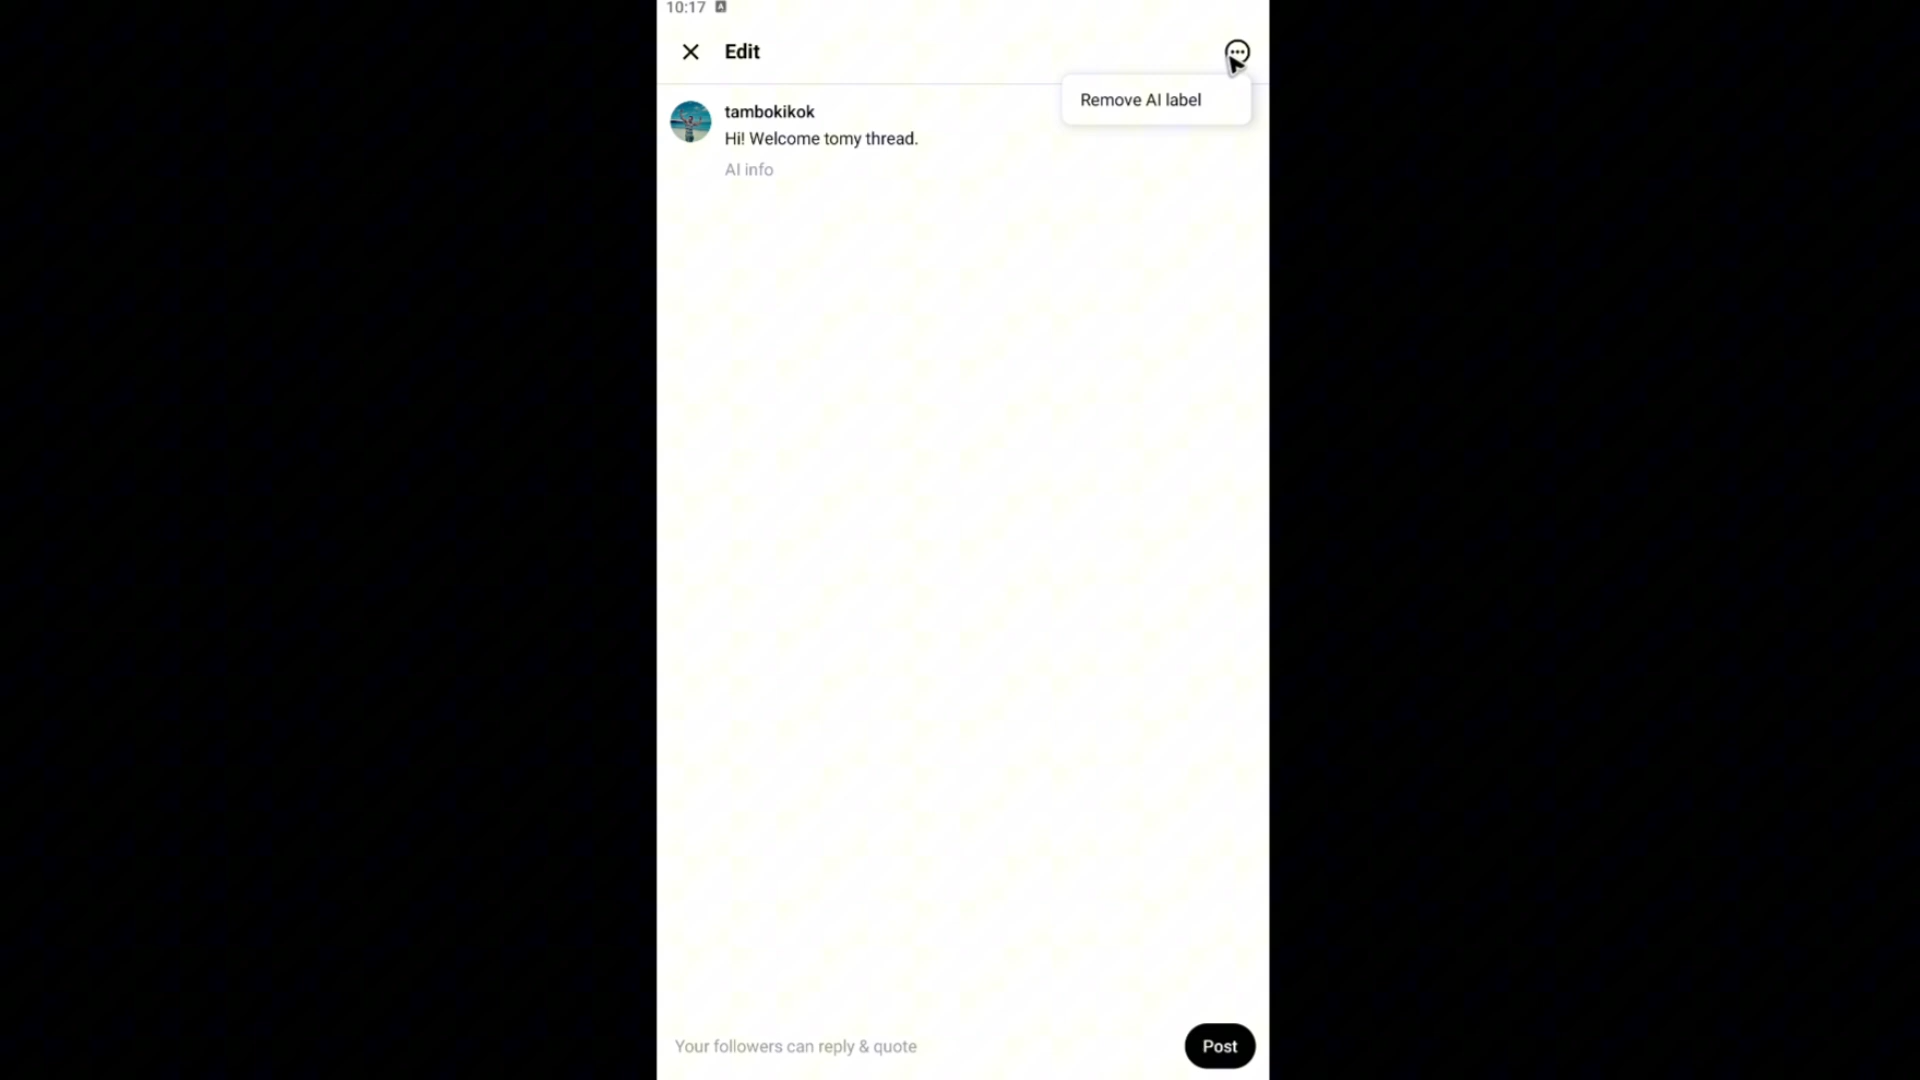 10:17 A
Edit
Remove AI label
tambokikok
Hi! Welcome tomy thread.
AI info
Your followers can reply & quote
Post